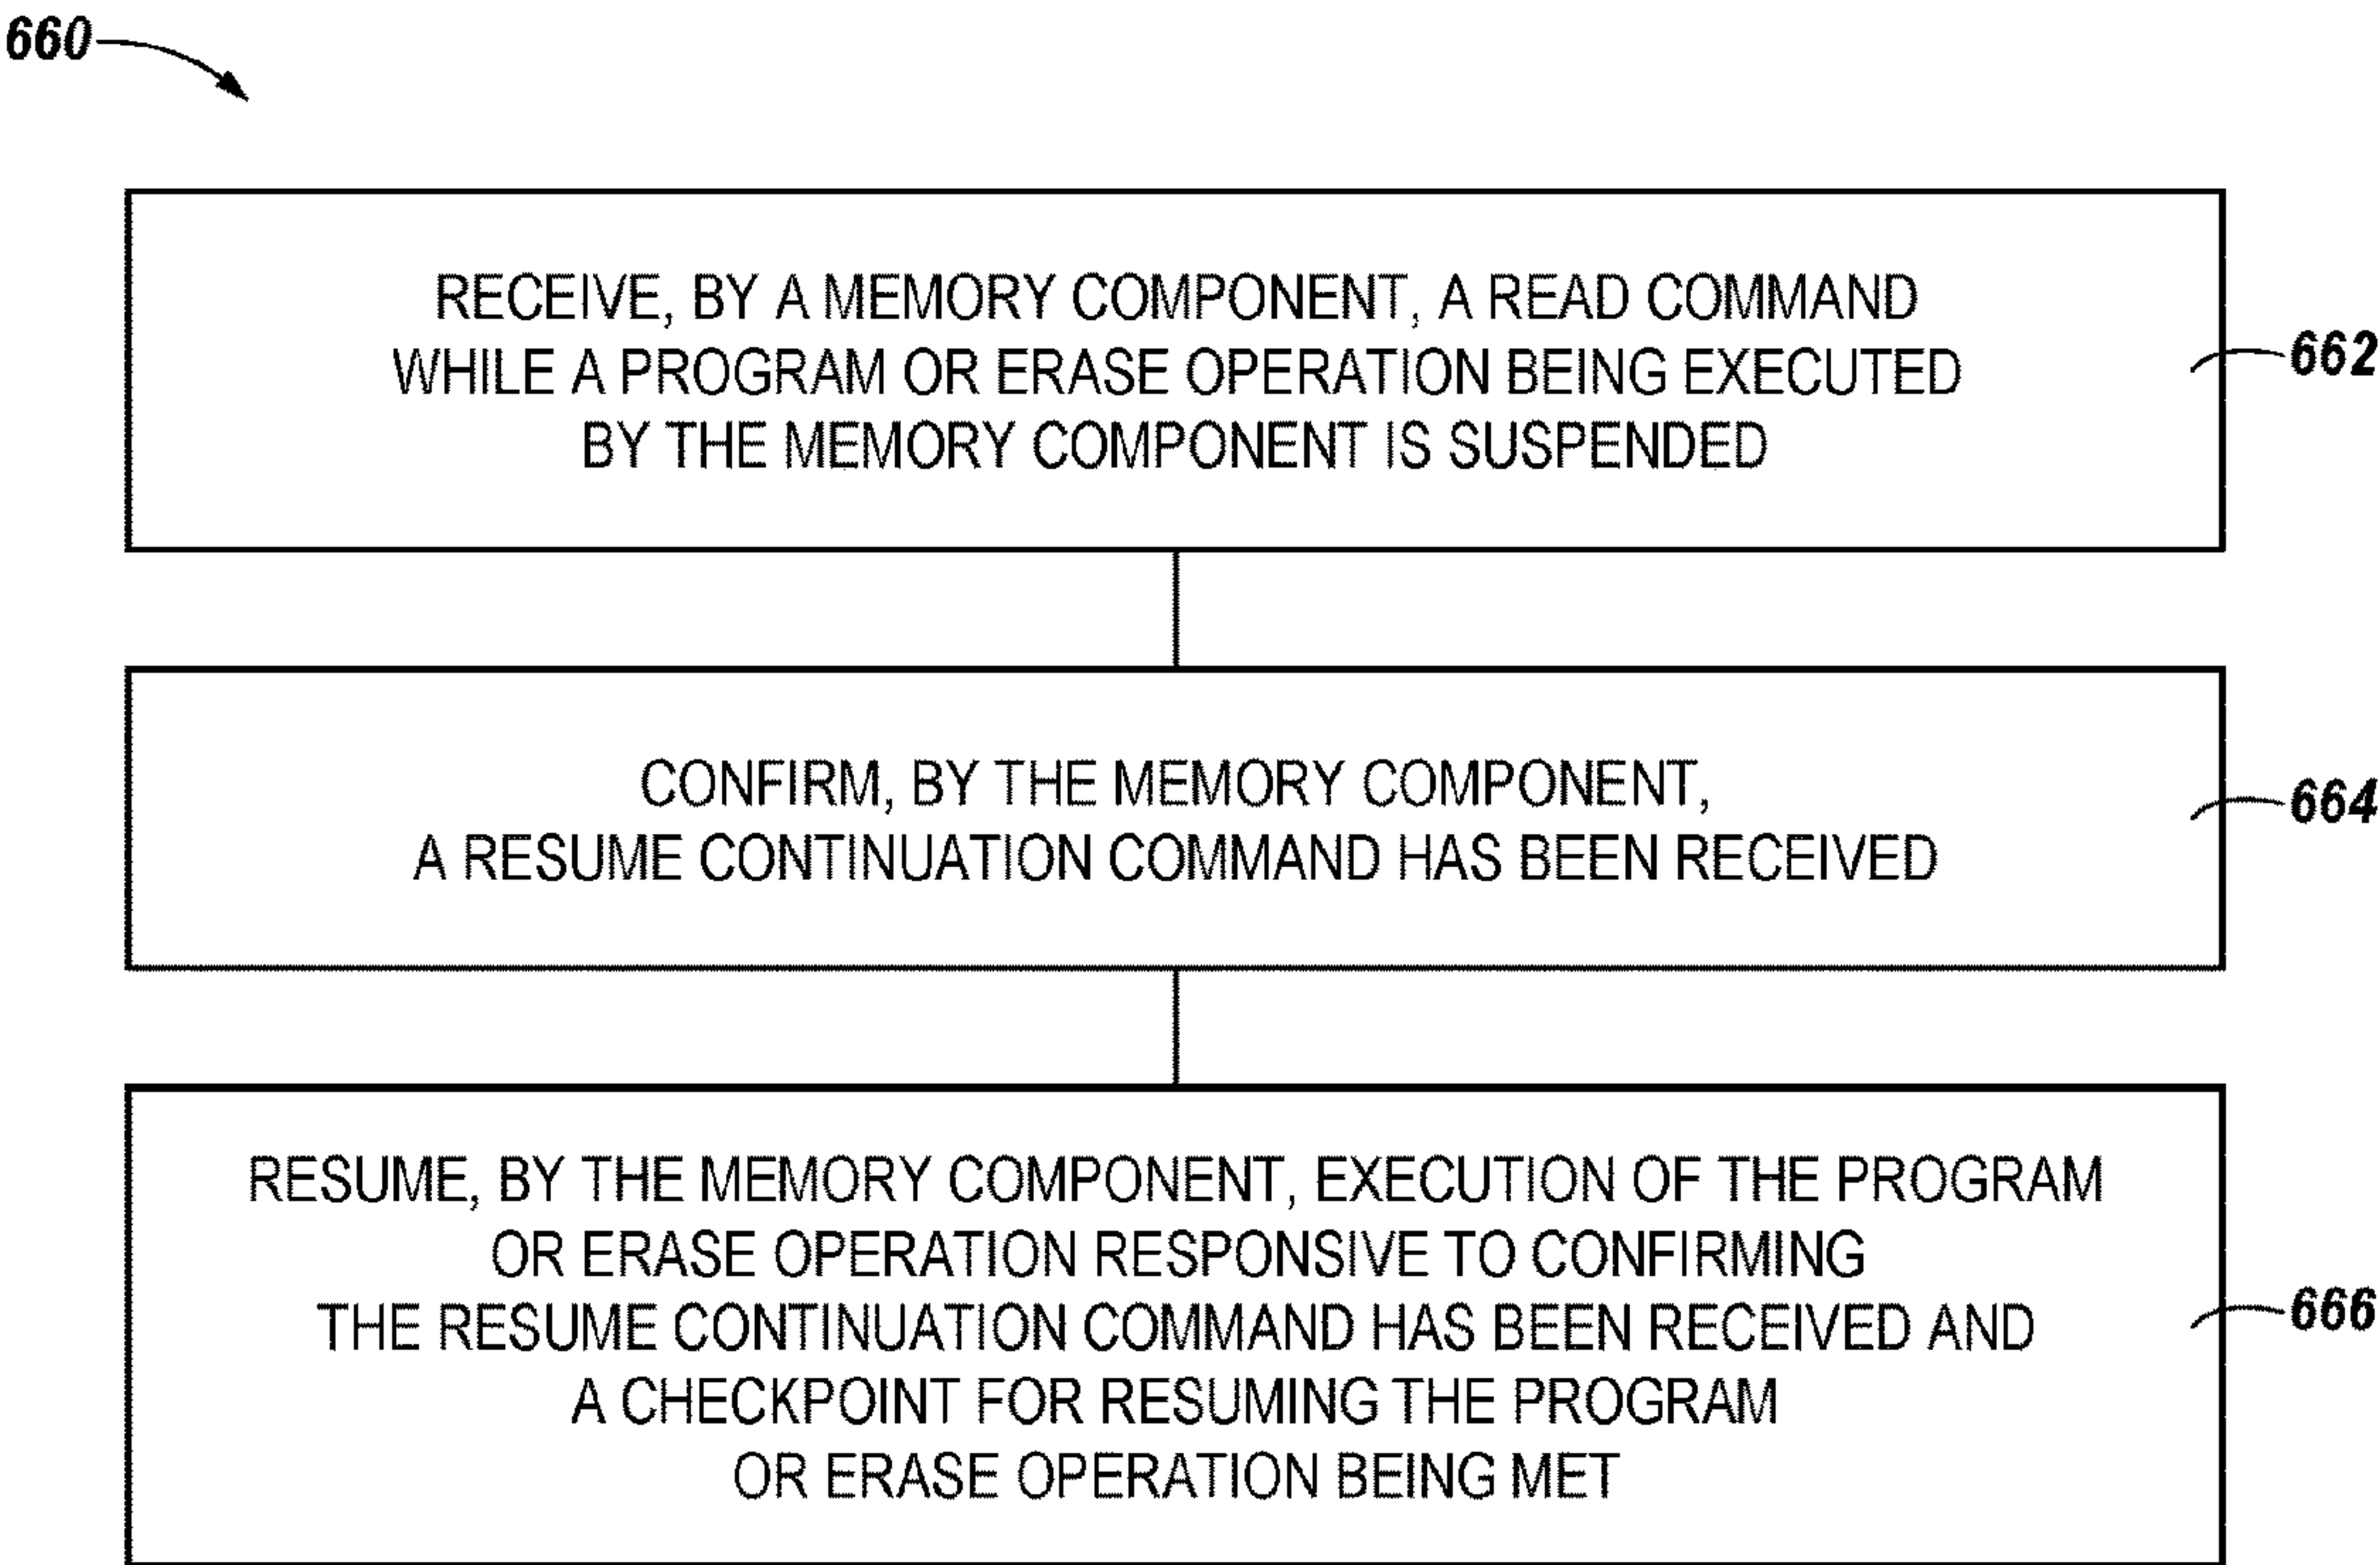 660
RECEIVE, BY A MEMORY COMPONENT, A READ COMMAND
WHILE A PROGRAM OR ERASE OPERATION BEING EXECUTED
BY THE MEMORY COMPONENT IS SUSPENDED
662
CONFIRM, BY THE MEMORY COMPONENT,
A RESUME CONTINUATION COMMAND HAS BEEN RECEIVED
664
RESUME, BY THE MEMORY COMPONENT, EXECUTION OF THE PROGRAM
OR ERASE OPERATION RESPONSIVE TO CONFIRMING
THE RESUME CONTINUATION COMMAND HAS BEEN RECEIVED AND
A CHECKPOINT FOR RESUMING THE PROGRAM
OR ERASE OPERATION BEING MET
666